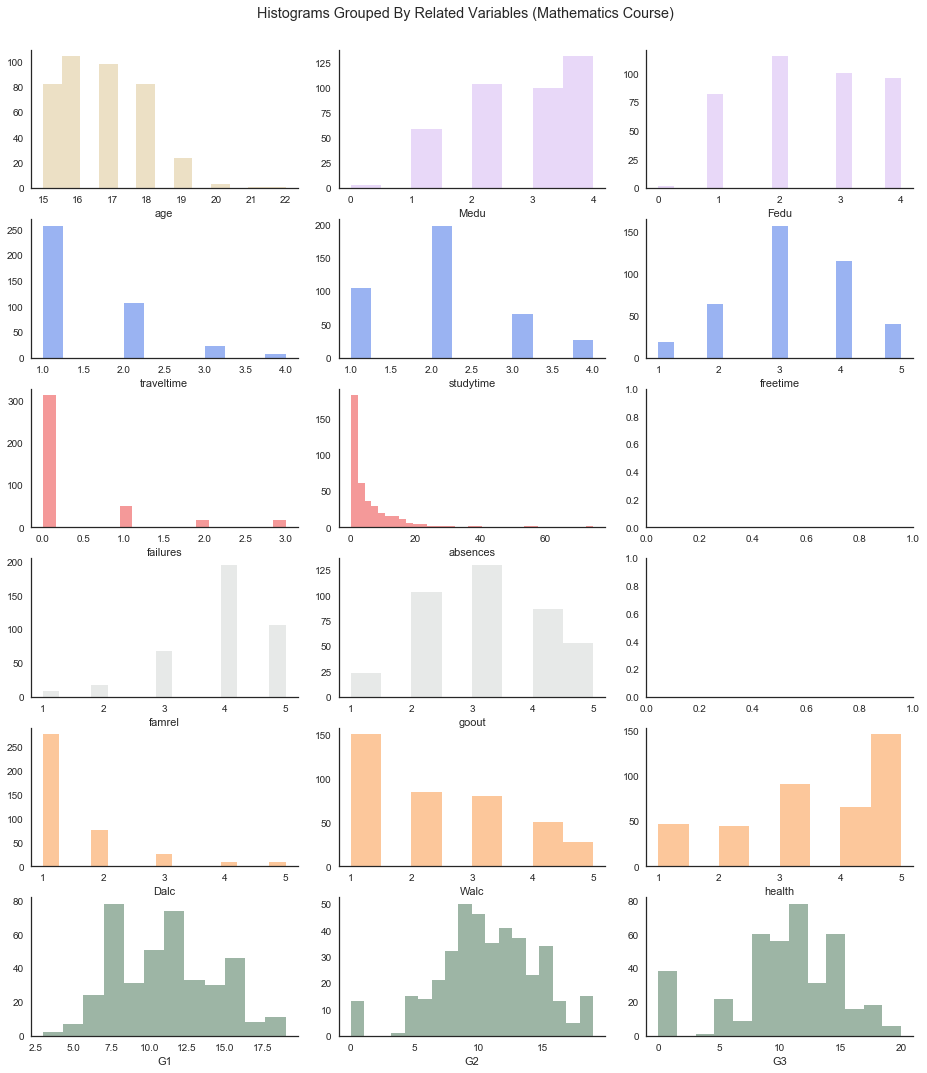 Histograms Grouped By Related Variables (Mathematics Course)
100
80
60
40
20
0
15 16 17 18 19 20 21 22
age
125
100
75
50
25
0
0 1 2 3 4
Medu
100
75
50
25
0
0 1 2 3 4
Fedu
250
200
150
100
50
0
1.0 1.5 2.0 2.5 3.0 3.5 4.0
traveltime
200
150
100
50
0
1.0 1.5 2.0 2.5 3.0 3.5 4.0
studytime
150
100
50
0
1 2 3 4 5
freetime
300
200
100
0
0.0 0.5 1.0 1.5 2.0 2.5 3.0
failures
150
100
50
0
0 20 40 60
absences
1.0
0.8
0.6
0.4
0.2
0.0
0.0 0.2 0.4 0.6 0.8 1.0
200
150
100
50
0
1 2 3 4 5
famrel
125
100
75
50
25
0
1 2 3 4 5
goout
1.0
0.8
0.6
0.4
0.2
0.0
0.0 0.2 0.4 0.6 0.8 1.0
250
200
150
100
50
0
1 2 3 4 5
Dalc
150
100
50
0
1 2 3 4 5
Walc
150
100
50
0
1 2 3 4 5
health
80
60
40
20
0
2.5 5.0 7.5 10.0 12.5 15.0 17.5
G1
50
40
30
20
10
0
0 5 10 15
G2
80
60
40
20
0
0 5 10 15 20
G3